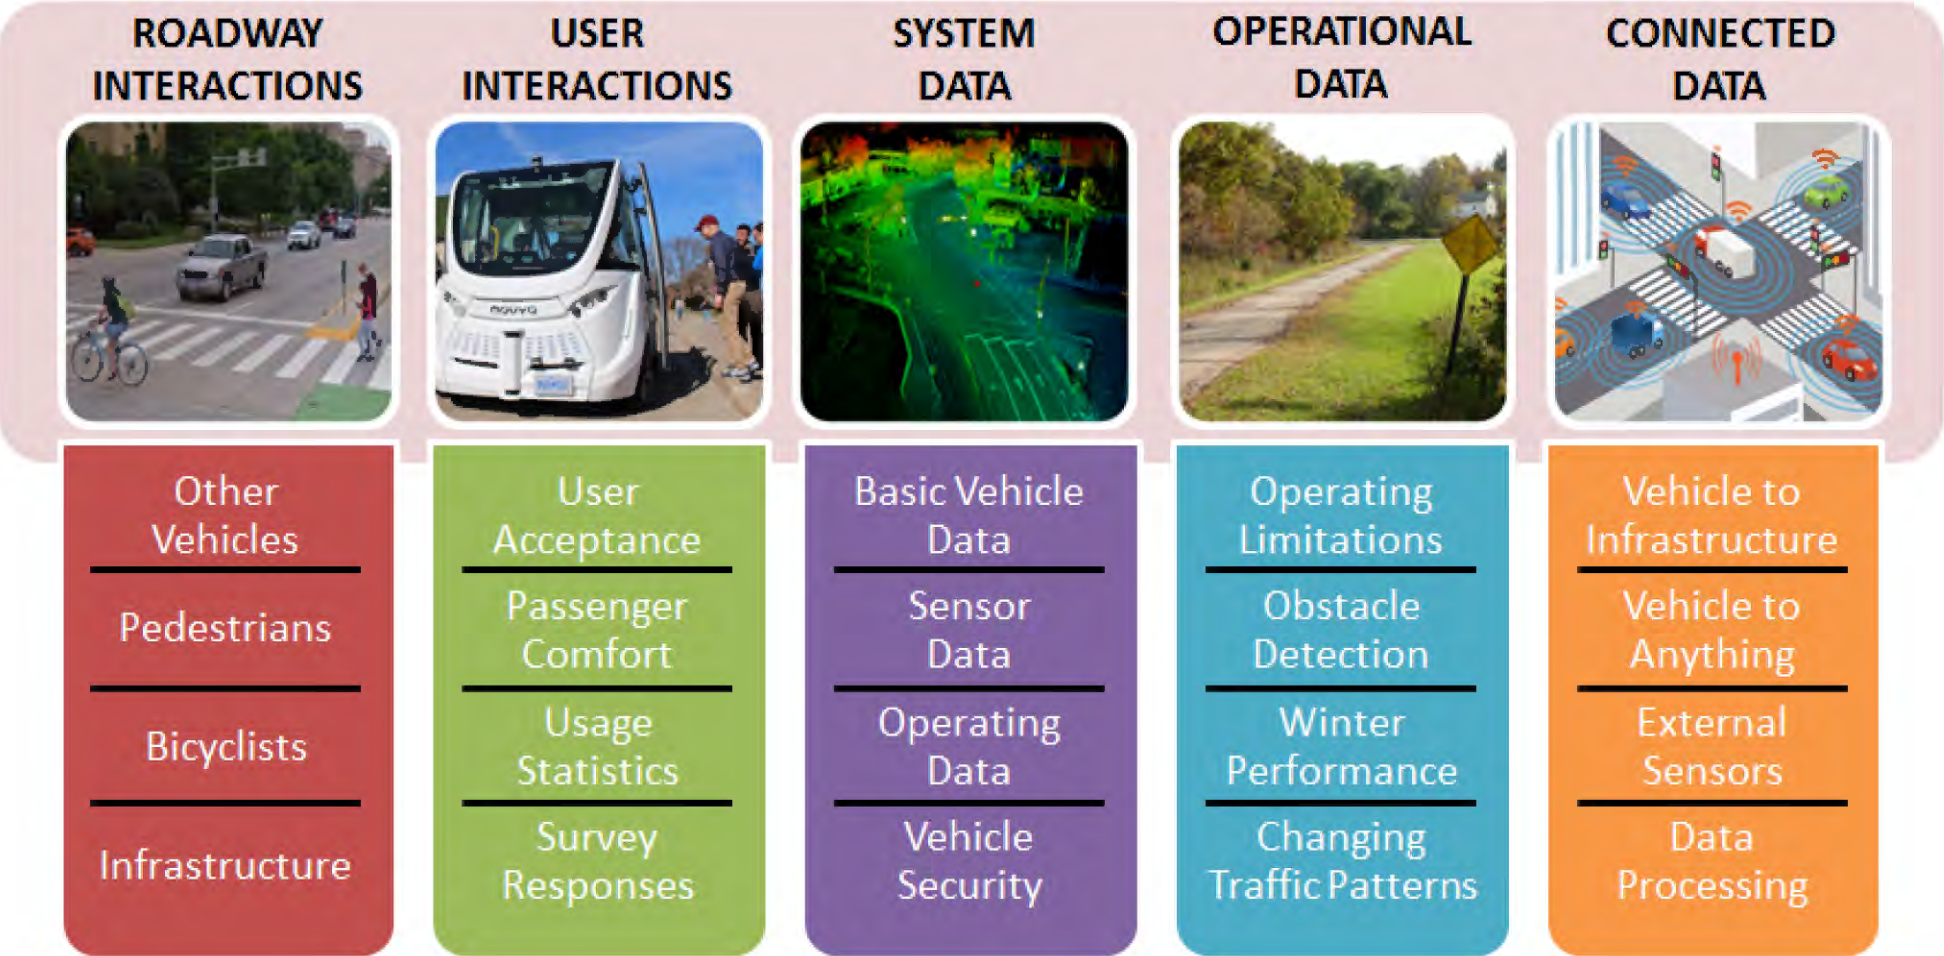 ROADWAY
INTERACTIONS
USER
INTERACTIONS
SYSTEM
DATA
OPERATIONAL
DATA
CONNECTED
DATA
Other
Vehicles
Pedestrians
Bicyclists
Infrastructure
User
Acceptance
Passenger
Comfort
Usage
Statistics
Survey
Responses
Basic Vehicle
Data
Sensor
Data
Operating
Data
Vehicle
Security
Operating
Limitations
Obstacle
Detection
Winter
Performance
Changing
Traffic Patterns
Vehicle to
Infrastructure
Vehicle to
Anything
External
Sensors
Data
Processing